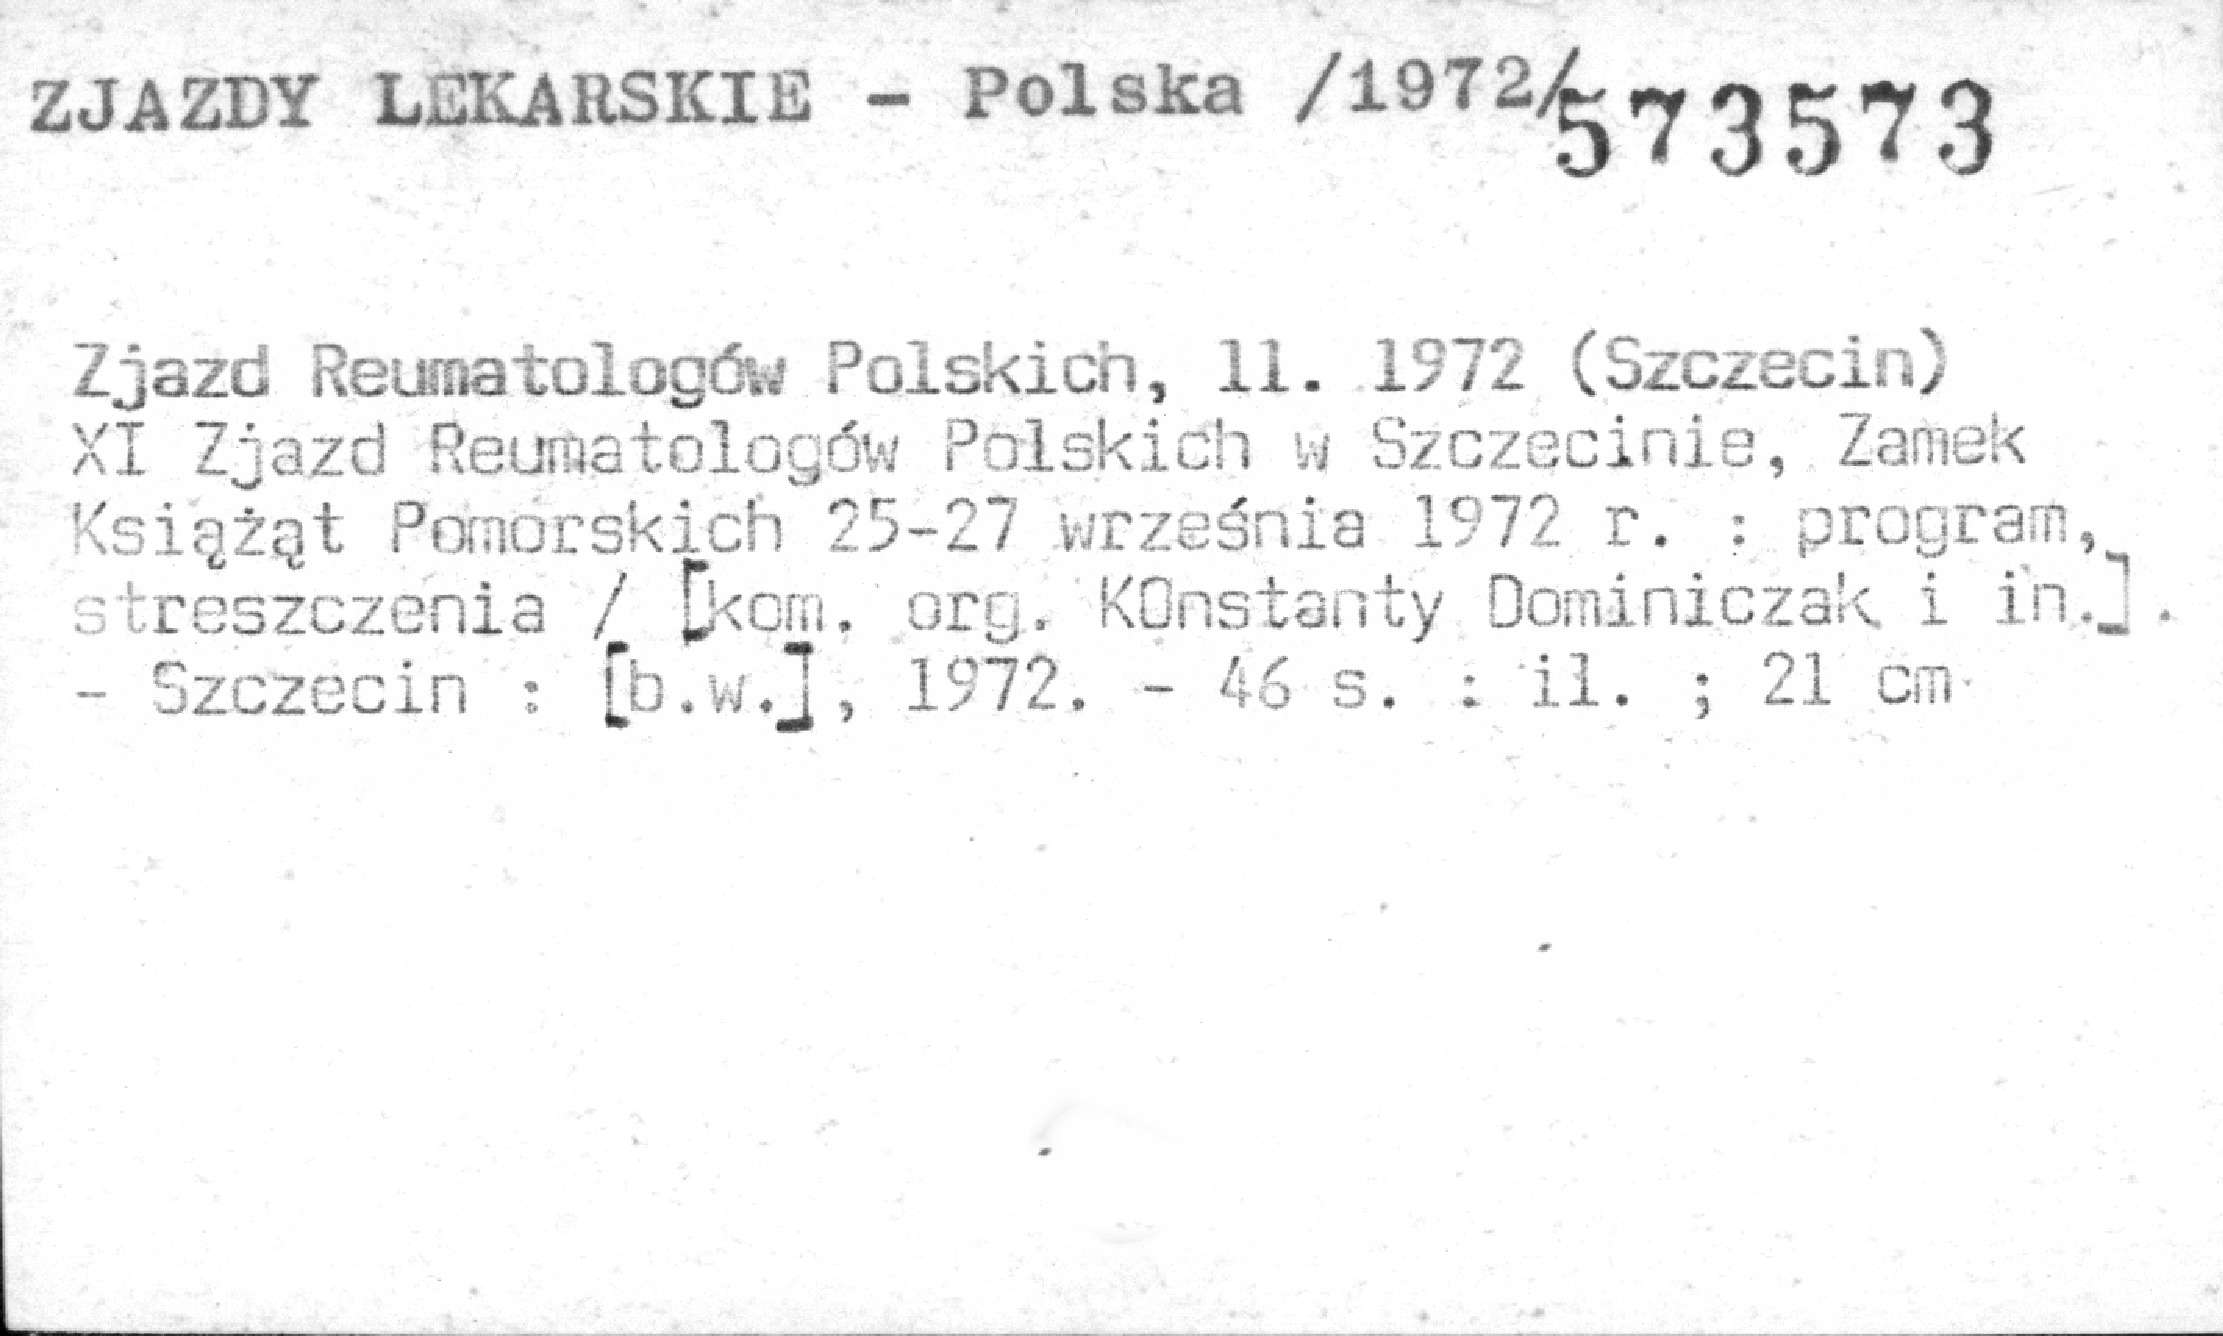 ZJAZDY LEKARSKIE - Polska /1972/ 573573
Zjazd Reumatologów Polskich, 11. 1972 (Szczecin)
XI Zjazd Reumatologów Polskich w Szczecinie, Zamek
Książąt Pomorskich 25-27 września 1972 r. : program,
streszczenia / [kom. org. KOnstanty Dominiczak i in.].
- Szczecin : [b.w.], 1972. - 46 s. : il. ; 21 cm